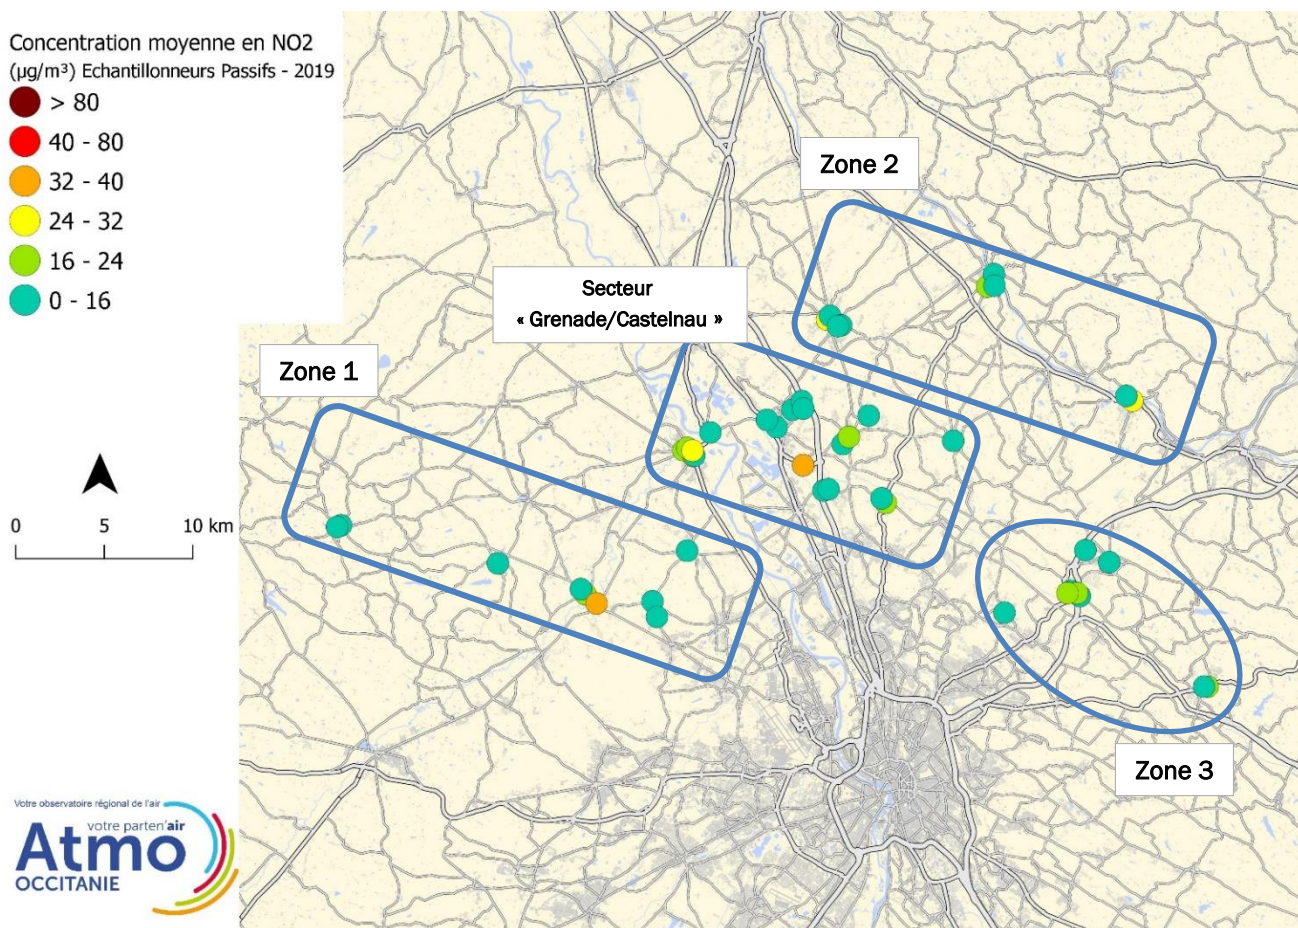 Concentration moyenne en NO2
(µg/m³) Echantillonneurs Passifs - 2019
> 80
40 - 80
32 - 40
24 - 32
16 - 24
0 - 16
Zone 2
Secteur
« Grenade/Castelnau »
Zone 1
0 5 10 km
Zone 3
Votre observatoire régional de l'air
votre parten'air
Atmo
OCCITANIE